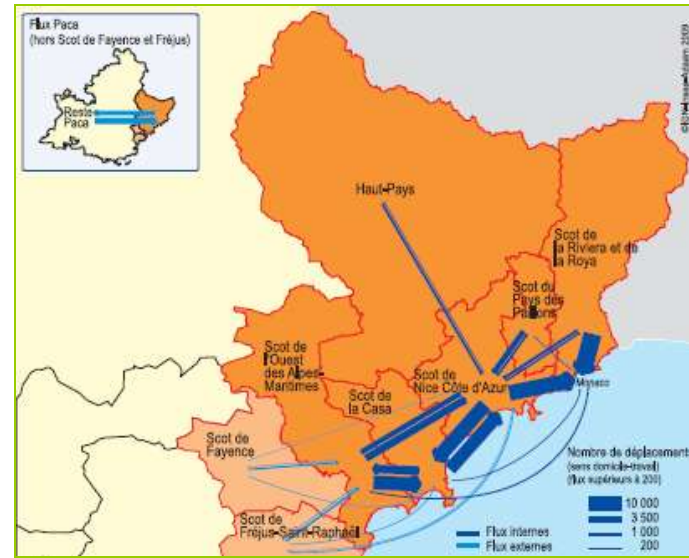 Flux Paca
(hors Scot de Fayence et Fréjus)
Reste
Paca
Haut-Pays
Scot de
la Riviera et de
la Roya
Scot du
Pays des
Paillons
Scot de
l'Ouest
des Alpes-
Maritimes
Scot de
la Casa
Scot de
Nice Côte d'Azur
Monaco
Scot de
Fayence
Scot de
Fréjus-Saint-Raphaël
Nombre de déplacement
(sens domicile-travail)
(flux supérieurs à 200)
10 000
3 500
1 000
200
Flux internes
Flux externes
2009